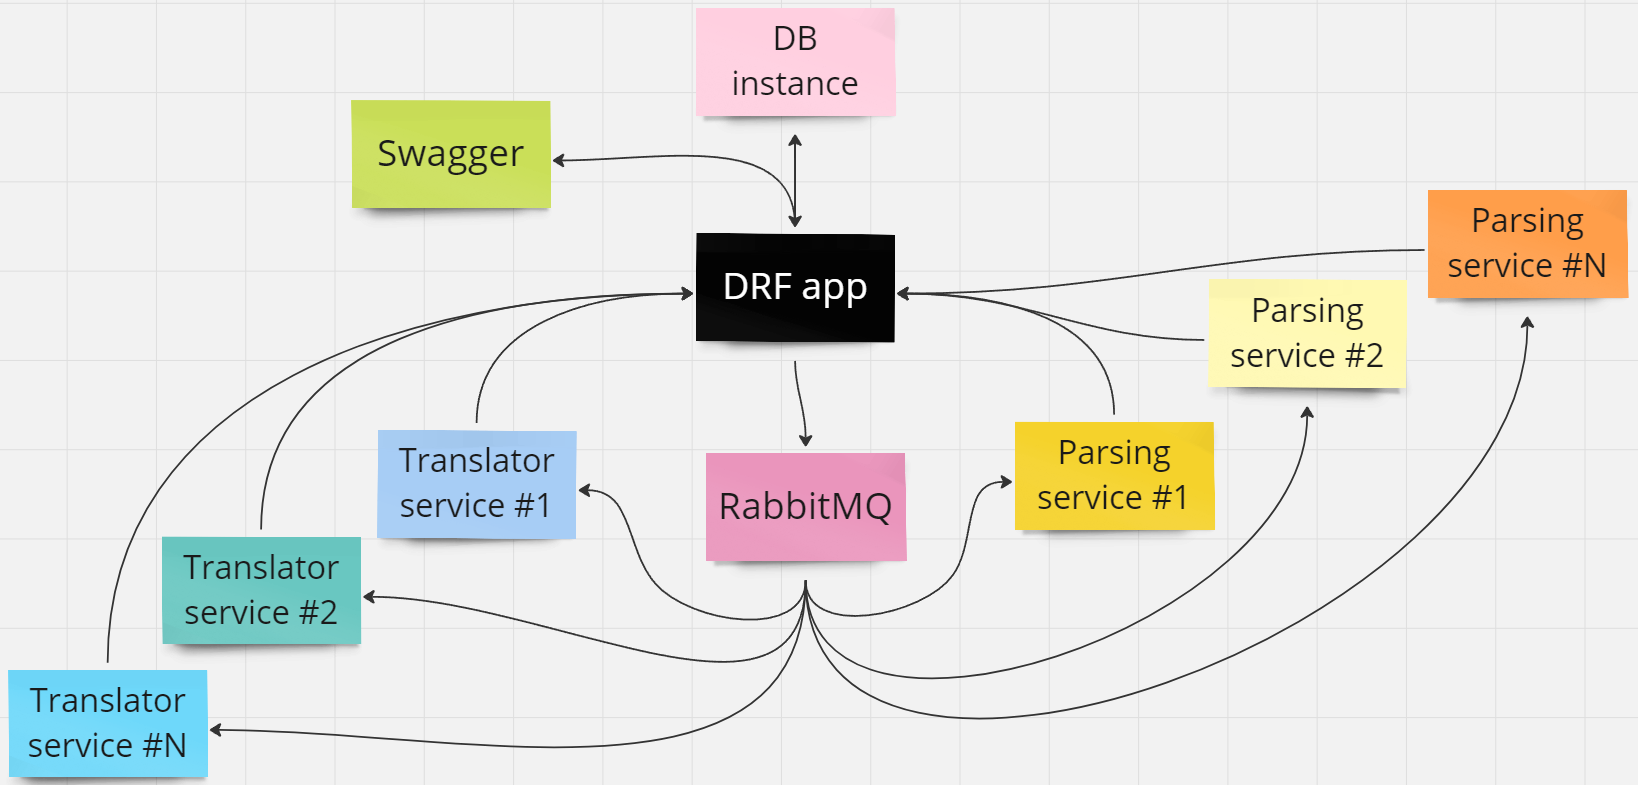 DB
instance
Swagger
DRF app
Parsing
service #N
Parsing
service #2
Translator
service #1
RabbitMQ
Parsing
service #1
Translator
service #2
Translator
service #N